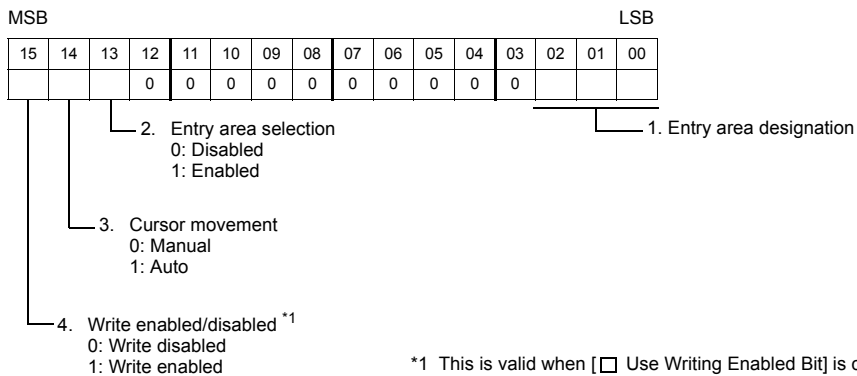 MSB LSB
15 14 13 12 11 10 09 08 07 06 05 04 03 02 01 00
0 0 0 0 0 0 0 0 0 0
2. Entry area selection
0: Disabled
1: Enabled
1. Entry area designation
3. Cursor movement
0: Manual
1: Auto
4. Write enabled/disabled *1
0: Write disabled
1: Write enabled
*1 This is valid when [□ Use Writing Enabled Bit] is